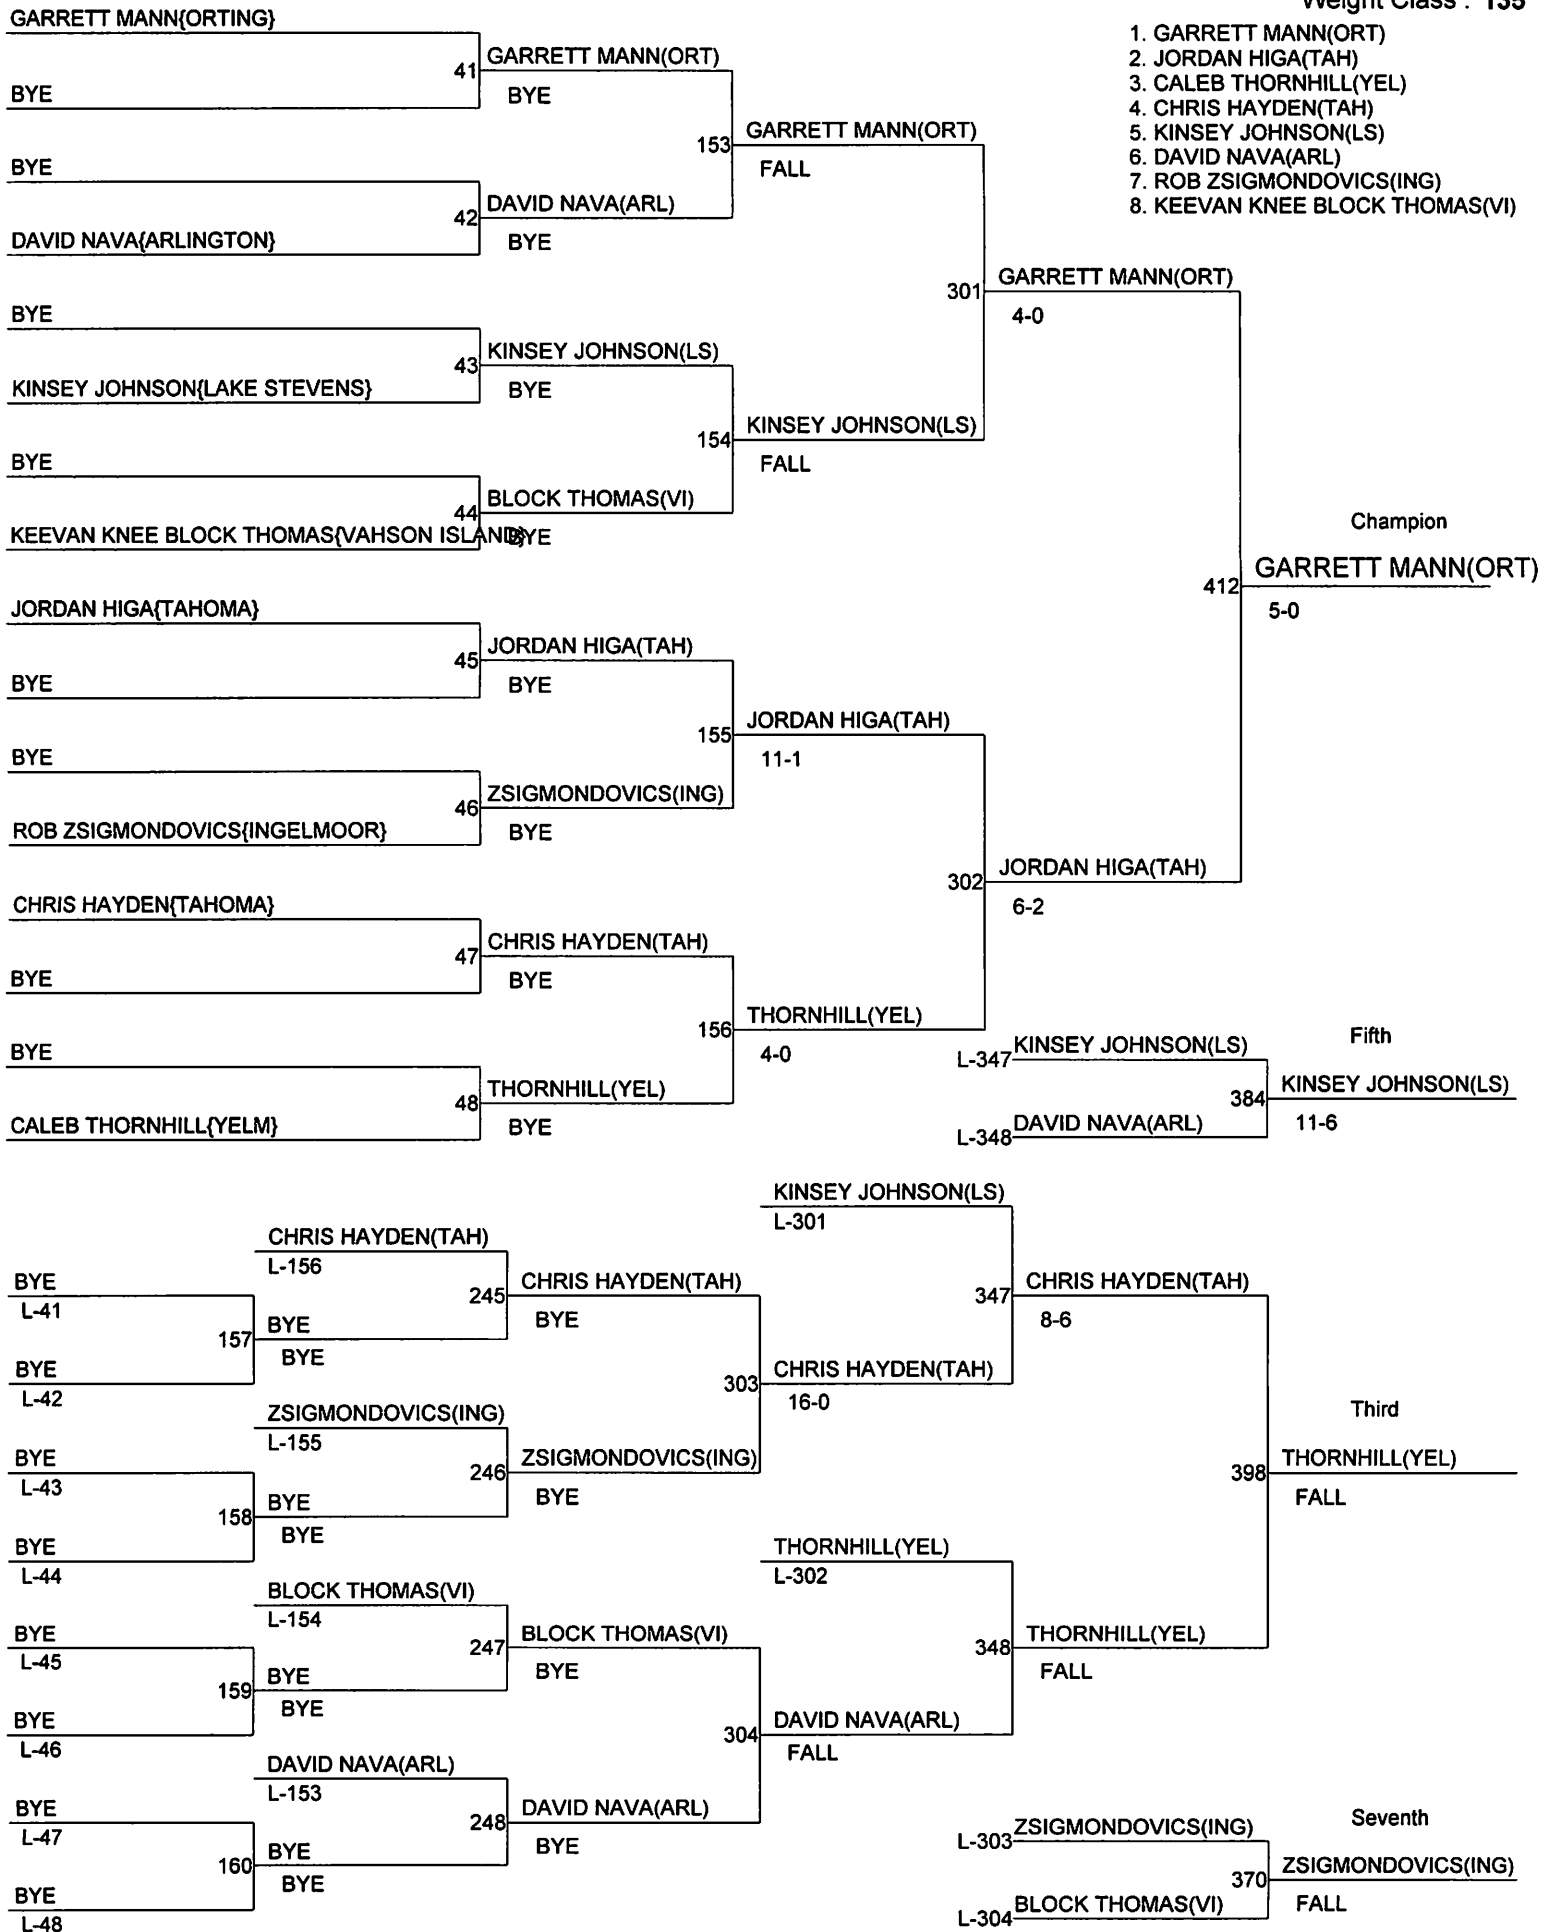 Weight Class : 135
1. GARRETT MANN(ORT)
2. JORDAN HIGA(TAH)
3. CALEB THORNHILL(YEL)
4. CHRIS HAYDEN(TAH)
5. KINSEY JOHNSON(LS)
6. DAVID NAVA(ARL)
7. ROB ZSIGMONDOVICS(ING)
8. KEEVAN KNEE BLOCK THOMAS(VI)
GARRETT MANN{ORTING}
BYE
BYE
DAVID NAVA{ARLINGTON}
BYE
KINSEY JOHNSON{LAKE STEVENS}
BYE
KEEVAN KNEE BLOCK THOMAS{VAHSON ISLAND}
JORDAN HIGA{TAHOMA}
BYE
BYE
ROB ZSIGMONDOVICS{INGELMOOR}
CHRIS HAYDEN{TAHOMA}
BYE
BYE
CALEB THORNHILL{YELM}
41 GARRETT MANN(ORT)
BYE
42 DAVID NAVA(ARL)
BYE
43 KINSEY JOHNSON(LS)
BYE
44 BLOCK THOMAS(VI)
BYE
45 JORDAN HIGA(TAH)
BYE
46 ZSIGMONDOVICS(ING)
BYE
47 CHRIS HAYDEN(TAH)
BYE
48 THORNHILL(YEL)
BYE
153 GARRETT MANN(ORT)
FALL
154 KINSEY JOHNSON(LS)
FALL
155 JORDAN HIGA(TAH)
11-1
156 THORNHILL(YEL)
4-0
301 GARRETT MANN(ORT)
4-0
302 JORDAN HIGA(TAH)
6-2
Champion
412 GARRETT MANN(ORT)
5-0
Fifth
L-347 KINSEY JOHNSON(LS)
L-348 DAVID NAVA(ARL)
384 KINSEY JOHNSON(LS)
11-6
BYE
L-41
BYE
L-42
BYE
L-43
BYE
L-44
BYE
L-45
BYE
L-46
BYE
L-47
BYE
L-48
CHRIS HAYDEN(TAH)
L-156
157 BYE
BYE
ZSIGMONDOVICS(ING)
L-155
158 BYE
BYE
BLOCK THOMAS(VI)
L-154
159 BYE
BYE
DAVID NAVA(ARL)
L-153
160 BYE
BYE
245 CHRIS HAYDEN(TAH)
BYE
246 ZSIGMONDOVICS(ING)
BYE
247 BLOCK THOMAS(VI)
BYE
248 DAVID NAVA(ARL)
BYE
KINSEY JOHNSON(LS)
L-301
303 CHRIS HAYDEN(TAH)
16-0
THORNHILL(YEL)
L-302
304 DAVID NAVA(ARL)
FALL
347 CHRIS HAYDEN(TAH)
8-6
348 THORNHILL(YEL)
FALL
Third
398 THORNHILL(YEL)
FALL
Seventh
L-303 ZSIGMONDOVICS(ING)
L-304 BLOCK THOMAS(VI)
370 ZSIGMONDOVICS(ING)
FALL